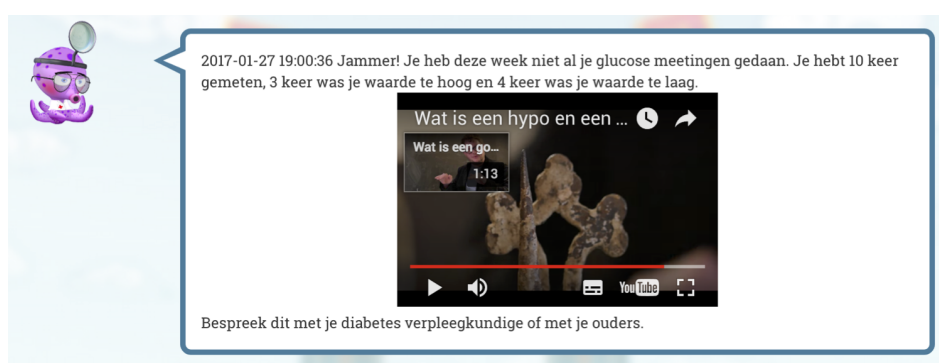 2017-01-27 19:00:36 Jammer! Je heb deze week niet al je glucose meetingen gedaan. Je hebt 10 keer
gemeten, 3 keer was je waarde te hoog en 4 keer was je waarde te laag.
Wat is een hypo en een ...
Wat is een go...
1:13
YouTube
Bespreek dit met je diabetes verpleegkundige of met je ouders.